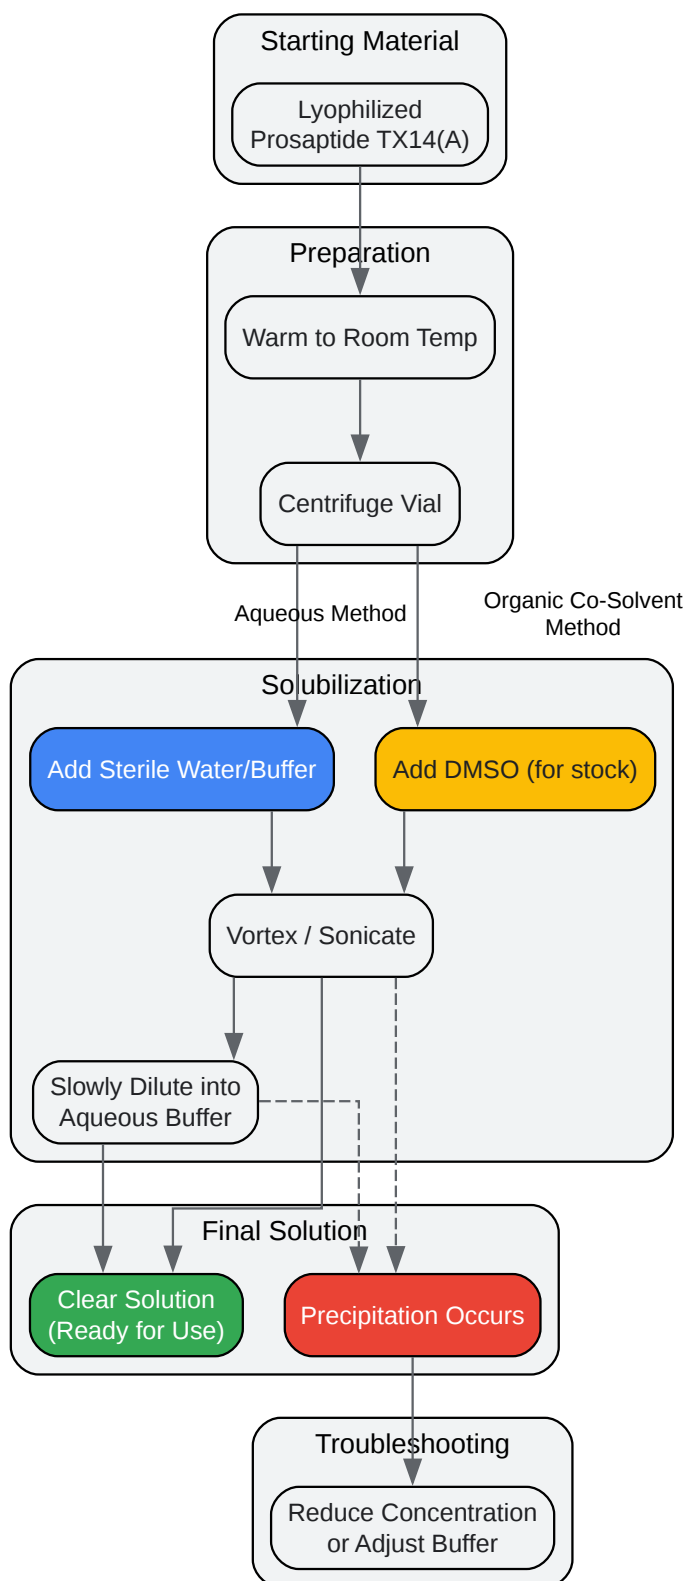 Starting Material
Lyophilized
Prosaptide TX14(A)
Preparation
Warm to Room Temp
Centrifuge Vial
Aqueous Method
Organic Co-Solvent
Method
Solubilization
Add Sterile Water/Buffer
Add DMSO (for stock)
Vortex / Sonicate
Slowly Dilute into
Aqueous Buffer
Final Solution
Clear Solution
(Ready for Use)
Precipitation Occurs
Troubleshooting
Reduce Concentration
or Adjust Buffer